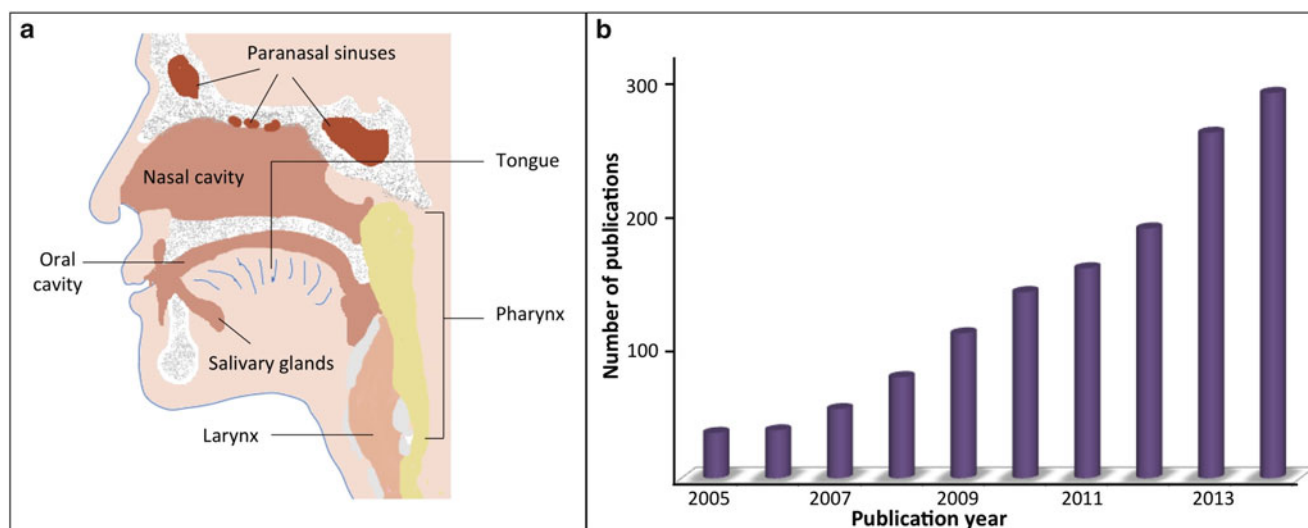 a
Paranasal sinuses
Tongue
Nasal cavity
Oral
cavity
Pharynx
Salivary glands
Larynx
b
Number of publications
300
200
100
2005
2007
2009
2011
2013
Publication year